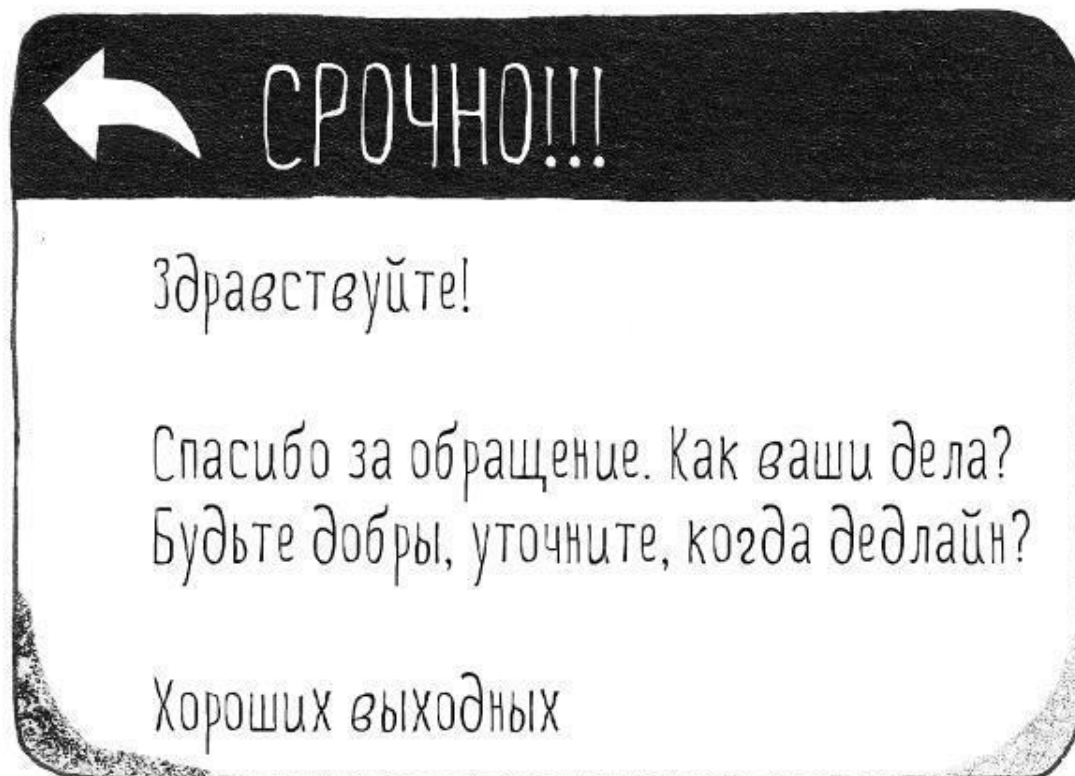 СРОЧНО!!!
Здравствуйте!
Спасибо за обращение. Как ваши дела?
Будьте добры, уточните, когда дедлайн?
Хороших выходных